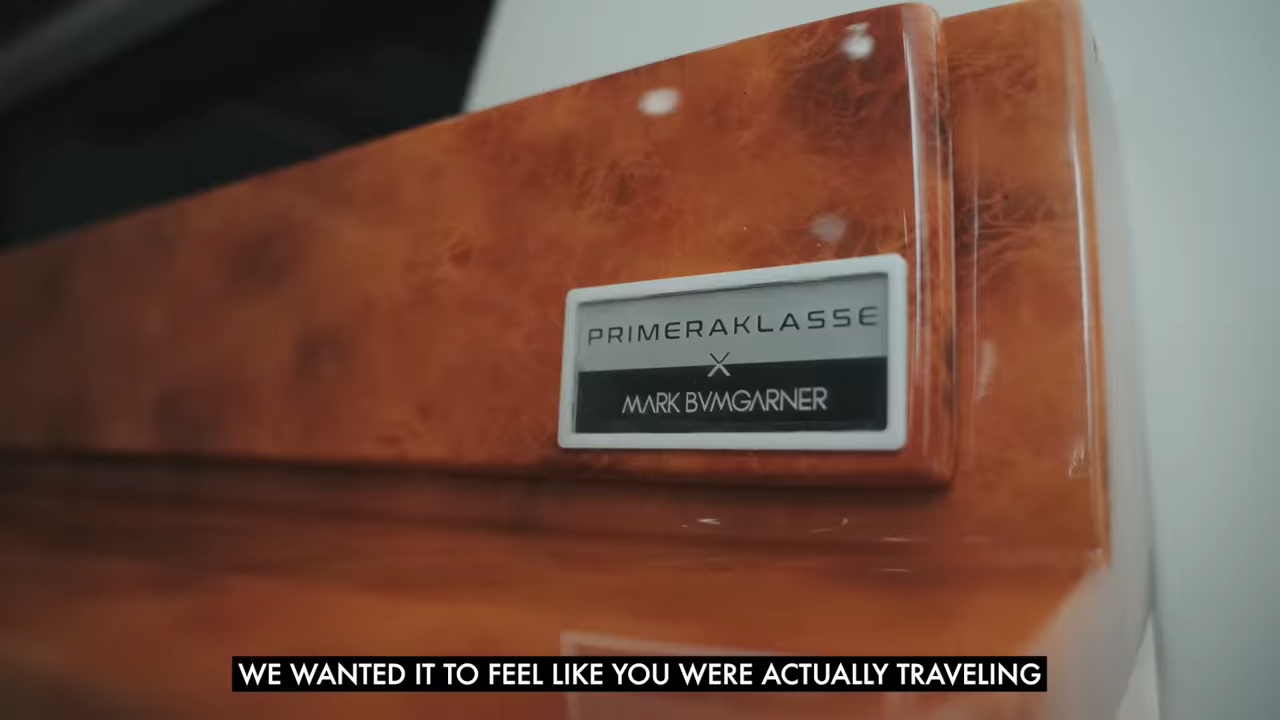 PRIMERAKLASSE
X
MARK BVMGARNER
WE WANTED IT TO FEEL LIKE YOU WERE ACTUALLY TRAVELING